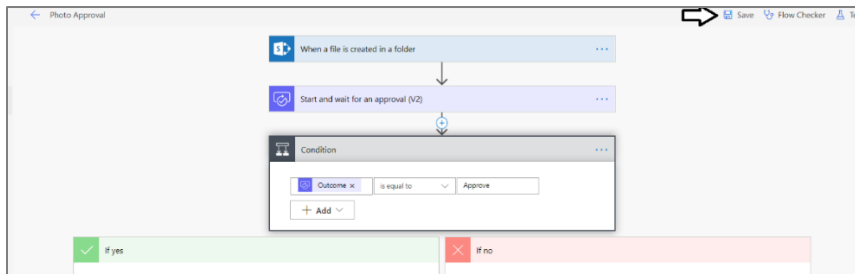 Photo Approval
Save Flow Checker
When a file is created in a folder
Start and wait for an approval (V2)
Condition
Outcome x is equal to Approve
+ Add
If yes If no